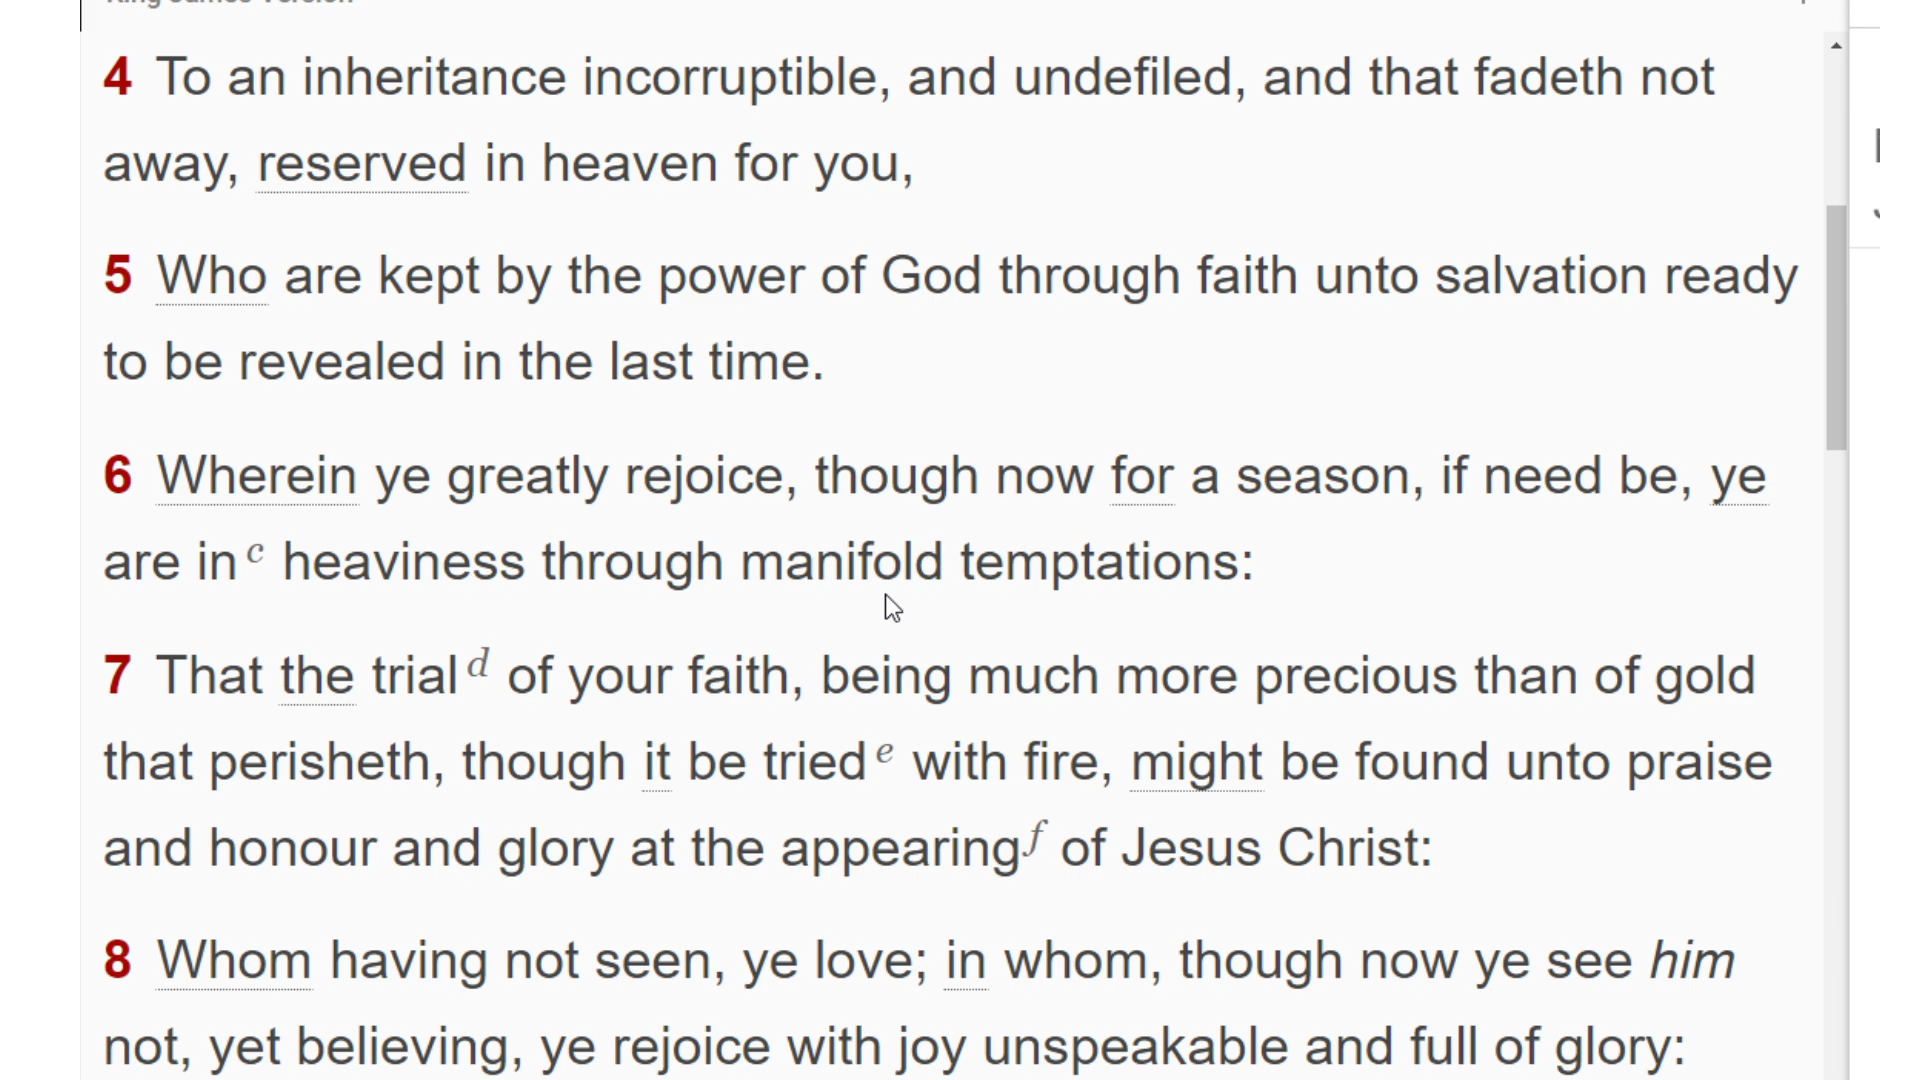 King James Version
4 To an inheritance incorruptible, and undefiled, and that fadeth not
away, reserved in heaven for you,
5 Who are kept by the power of God through faith unto salvation ready
to be revealed in the last time.
6 Wherein ye greatly rejoice, though now for a season, if need be, ye
are in c heaviness through manifold temptations:
7 That the trial d of your faith, being much more precious than of gold
that perisheth, though it be tried e with fire, might be found unto praise
and honour and glory at the appearing f of Jesus Christ:
8 Whom having not seen, ye love; in whom, though now ye see him
not, yet believing, ye rejoice with joy unspeakable and full of glory: